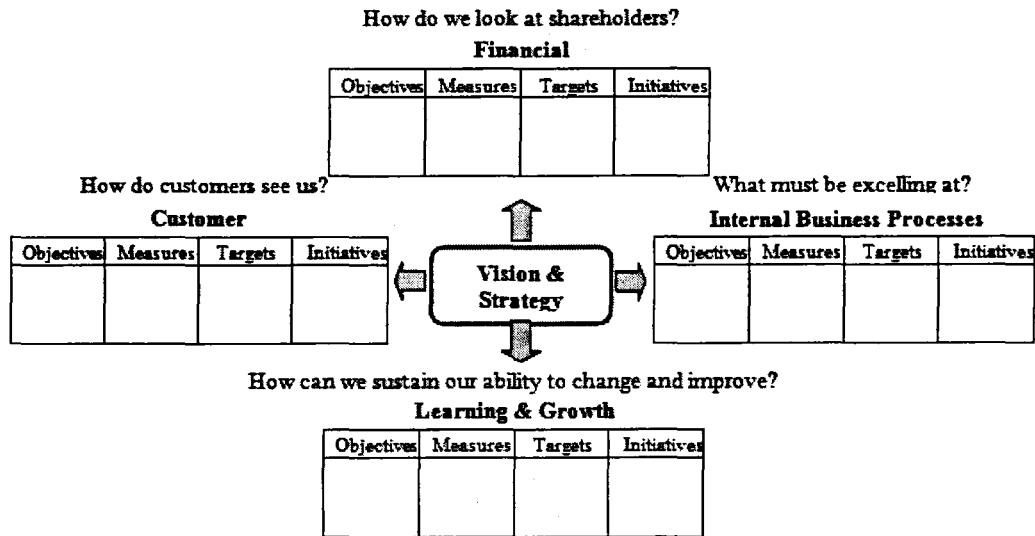 How do we look at shareholders?
Financial
Objectives Measures Targets Initiatives
How do customers see us?
Customer
Objectives Measures Targets Initiatives
What must be excelling at?
Internal Business Processes
Objectives Measures Targets Initiatives
Vision &
Strategy
How can we sustain our ability to change and improve?
Learning & Growth
Objectives Measures Targets Initiatives